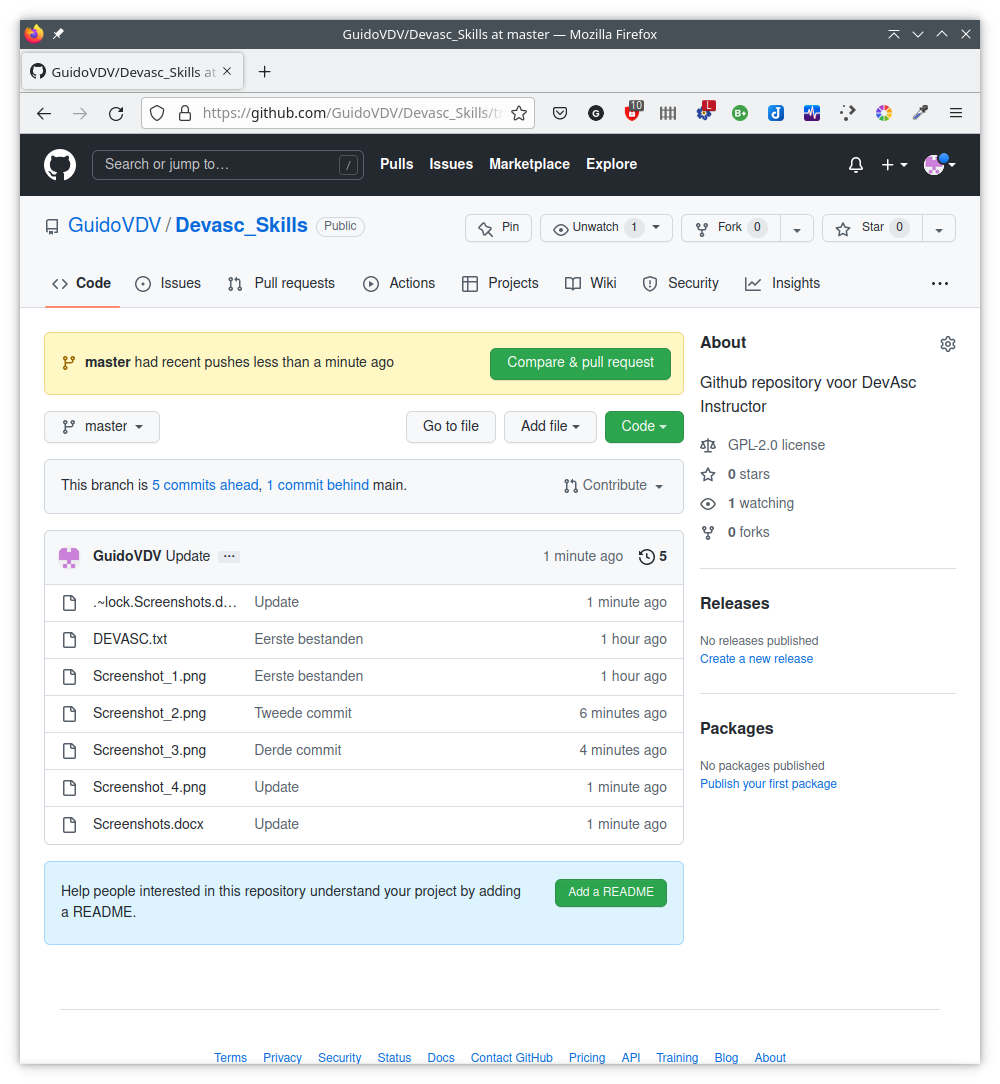 GuidoVDV/Devasc_Skills at master — Mozilla Firefox
GuidoVDV/Devasc_Skills at
https://github.com/GuidoVDV/Devasc_Skills/tr
10
L
G
B+
Search or jump to… /
Pulls Issues Marketplace Explore
GuidoVDV / Devasc_Skills Public
Pin Unwatch 1 Fork 0 Star 0
Code Issues Pull requests Actions Projects Wiki Security Insights
master had recent pushes less than a minute ago Compare & pull request
master Go to file Add file Code
This branch is 5 commits ahead, 1 commit behind main. Contribute
GuidoVDV Update … 1 minute ago 5
.~lock.Screenshots.d… Update 1 minute ago
DEVASC.txt Eerste bestanden 1 hour ago
Screenshot_1.png Eerste bestanden 1 hour ago
Screenshot_2.png Tweede commit 6 minutes ago
Screenshot_3.png Derde commit 4 minutes ago
Screenshot_4.png Update 1 minute ago
Screenshots.docx Update 1 minute ago
Help people interested in this repository understand your project by adding
a README.
Add a README
About
Github repository voor DevAsc
Instructor
GPL-2.0 license
0 stars
1 watching
0 forks
Releases
No releases published
Create a new release
Packages
No packages published
Publish your first package
Terms Privacy Security Status Docs Contact GitHub Pricing API Training Blog About